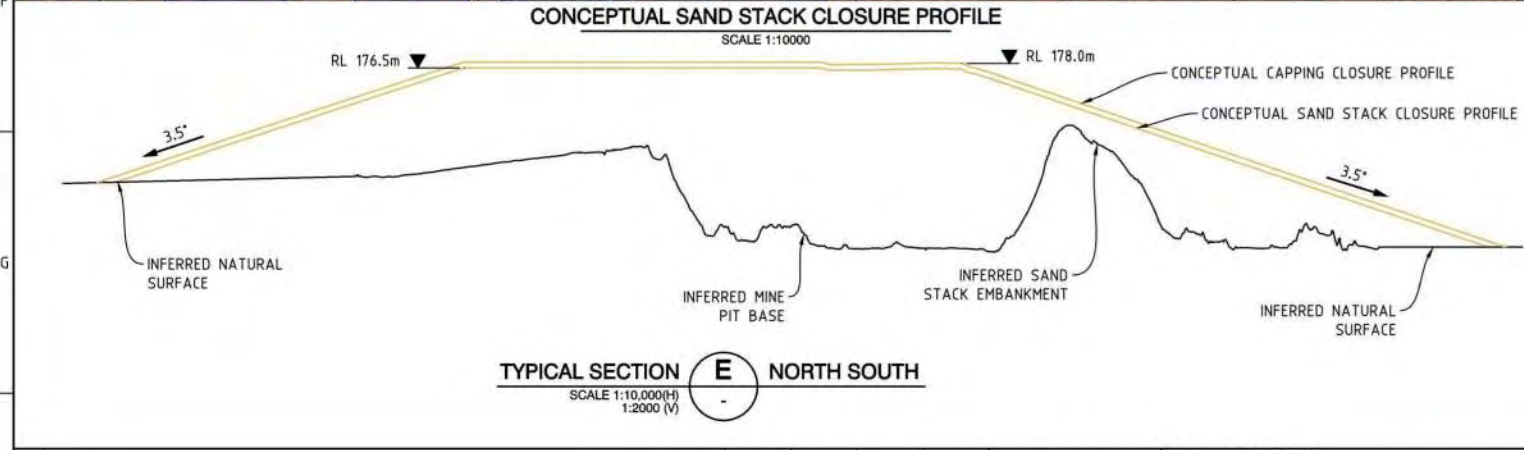 CONCEPTUAL SAND STACK CLOSURE PROFILE
SCALE 1:10000
RL 176.5m
RL 178.0m
CONCEPTUAL CAPPING CLOSURE PROFILE
CONCEPTUAL SAND STACK CLOSURE PROFILE
3.5°
3.5°
G
INFERRED NATURAL
SURFACE
INFERRED MINE
PIT BASE
INFERRED SAND
STACK EMBANKMENT
INFERRED NATURAL
SURFACE
TYPICAL SECTION E NORTH SOUTH
SCALE 1:10,000(H)
1:2000 (V)
-